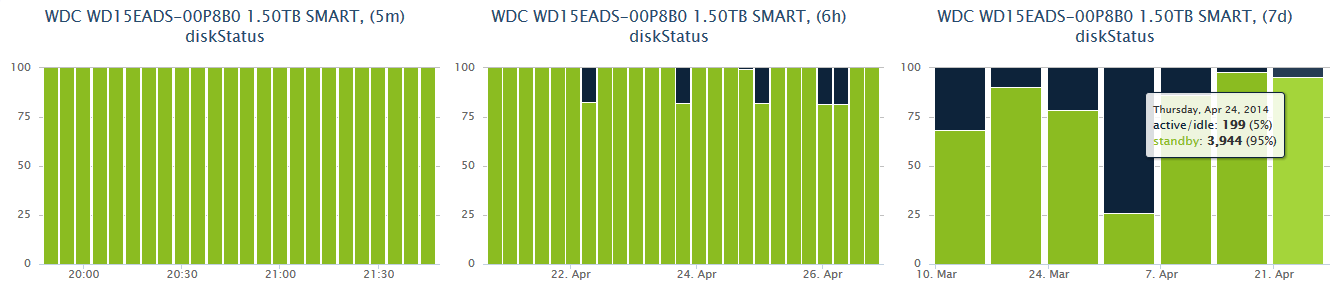 WDC WD15EADS-00P8B0 1.50TB SMART, (5m)
diskStatus
100
75
50
25
0
20:00
20:30
21:00
21:30
WDC WD15EADS-00P8B0 1.50TB SMART, (6h)
diskStatus
100
75
50
25
0
22. Apr
24. Apr
26. Apr
WDC WD15EADS-00P8B0 1.50TB SMART, (7d)
diskStatus
100
75
50
25
0
10. Mar
24. Mar
7. Apr
21. Apr
Thursday, Apr 24, 2014
active/idle: 199 (5%)
standby: 3,944 (95%)